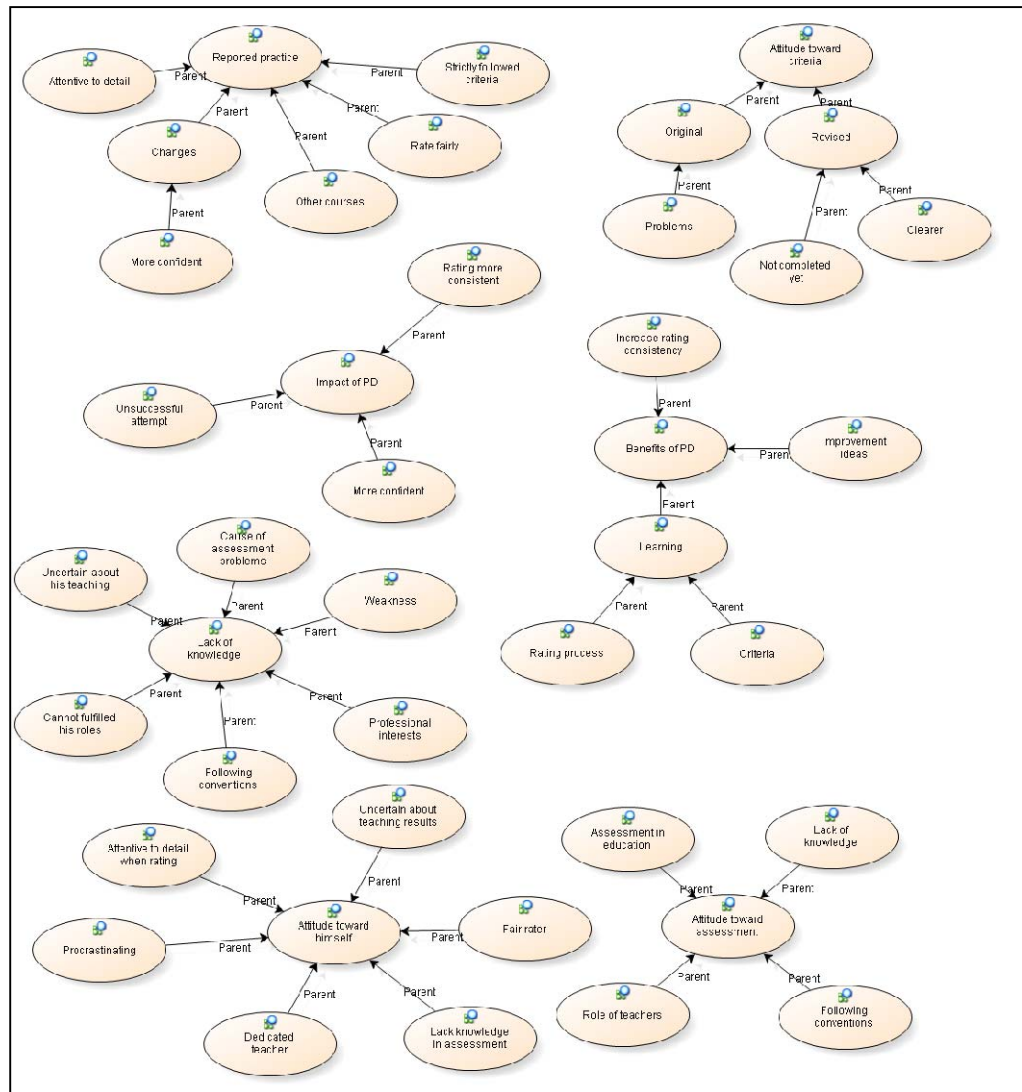 Reported practice
Attentive to detail
Parent
Parent
Strictly followed
criteria
Parent
Parent
Parent
Changes
Rate fairly
Other courses
Parent
More confident
Attitude toward
criteria
Parent
Parent
Original
Revised
Parent
Parent
Parent
Problems
Clearer
Not completed
yet
Rating more
consistent
Parent
Impact of PD
Unsuccessful
attempt
Parent
Parent
More confident
Increase rating
consistency
Parent
Benefits of PD
Parent
Improvement
ideas
Parent
Learning
Parent
Parent
Rating process
Criteria
Cause of
assessment
problems
Uncertain about
his teaching
Weakness
Parent
Parent
Parent
Lack of
knowledge
Parent
Parent
Parent
Cannot fulfilled
his roles
Professional
interests
Following
conventions
Uncertain about
teaching results
Attentive to detail
when rating
Parent
Parent
Attitude toward
himself
Procrastinating
Parent
Parent
Fair rater
Parent
Parent
Dedicated
teacher
Lack knowledge
in assessment
Assessment in
education
Lack of
knowledge
Parent
Parent
Attitude toward
assessment
Parent
Parent
Role of teachers
Following
conventions